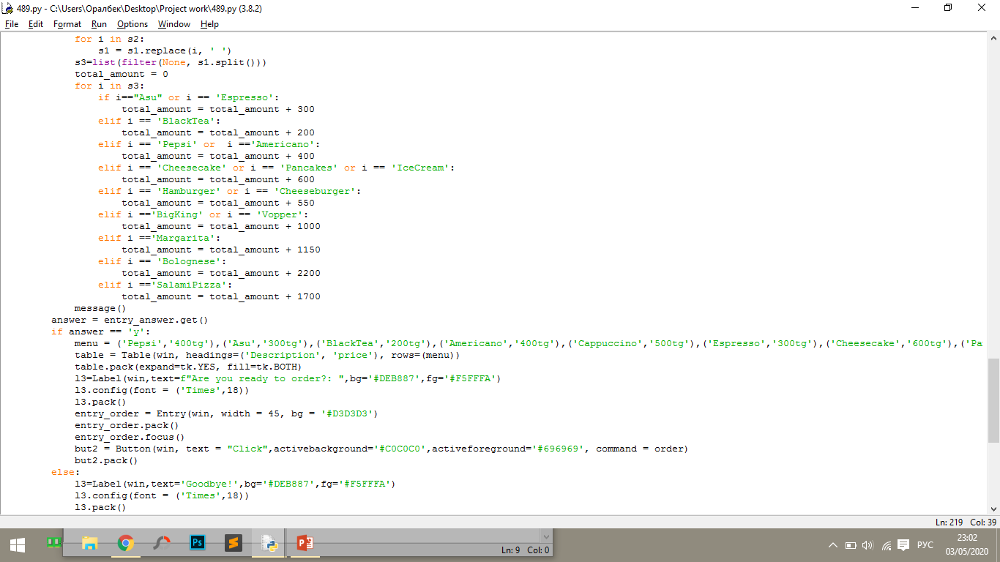 489.py - C:\Users\Оралбек\Desktop\Project work\489.py (3.8.2)
File Edit Format Run Options Window Help
for i in s2:
s1 = s1.replace(i, ' ')
s3=list(filter(None, s1.split()))
total_amount = 0
for i in s3:
if i=="Asu" or i == 'Espresso':
total_amount = total_amount + 300
elif i == 'BlackTea':
total_amount = total_amount + 200
elif i == 'Pepsi' or  i =='Americano':
total_amount = total_amount + 400
elif i == 'Cheesecake' or i == 'Pancakes' or i == 'IceCream':
total_amount = total_amount + 600
elif i == 'Hamburger' or i == 'Cheeseburger':
total_amount = total_amount + 550
elif i =='BigKing' or i == 'Vopper':
total_amount = total_amount + 1000
elif i =='Margarita':
total_amount = total_amount + 1150
elif i == 'Bolognese':
total_amount = total_amount + 2200
elif i =='SalamiPizza':
total_amount = total_amount + 1700
message()
answer = entry_answer.get()
if answer == 'y':
menu = ('Pepsi','400tg'),('Asu','300tg'),('BlackTea','200tg'),('Americano','400tg'),('Cappuccino','500tg'),('Espresso','300tg'),('Cheesecake','600tg'),('Pa
table = Table(win, headings=('Description', 'price'), rows=(menu))
table.pack(expand=tk.YES, fill=tk.BOTH)
l3=Label(win,text=f"Are you ready to order?: ",bg='#DEB887',fg='#F5FFFA')
l3.config(font = ('Times',18))
l3.pack()
entry_order = Entry(win, width = 45, bg = '#D3D3D3')
entry_order.pack()
entry_order.focus()
but2 = Button(win, text = "Click",activebackground='#C0C0C0',activeforeground='#696969', command = order)
but2.pack()
else:
l3=Label(win,text='Goodbye!',bg='#DEB887',fg='#F5FFFA')
l3.config(font = ('Times',18))
l3.pack()
Ln: 219 Col: 39
Ps
Ln: 9 Col: 0
РУС
23:02
03/05/2020